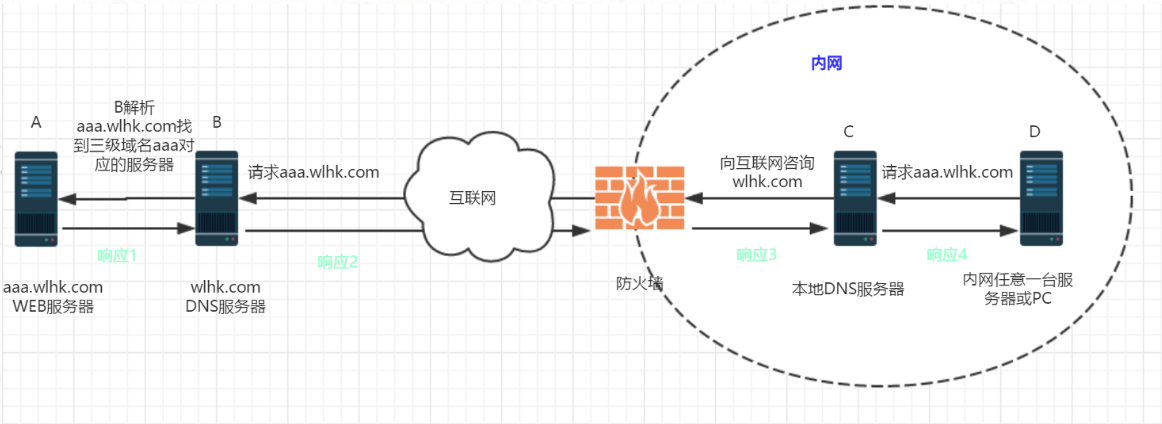 内网
A
B解析
aaa.wlhk.com找
到三级域名aaa对
应的服务器
B
请求aaa.wlhk.com
互联网
向互联网咨询
wlhk.com
C
请求aaa.wlhk.com
D
响应1
响应2
响应3
响应4
aaa.wlhk.com
WEB服务器
wlhk.com
DNS服务器
防火墙
本地DNS服务器
内网任意一台服
务器或PC